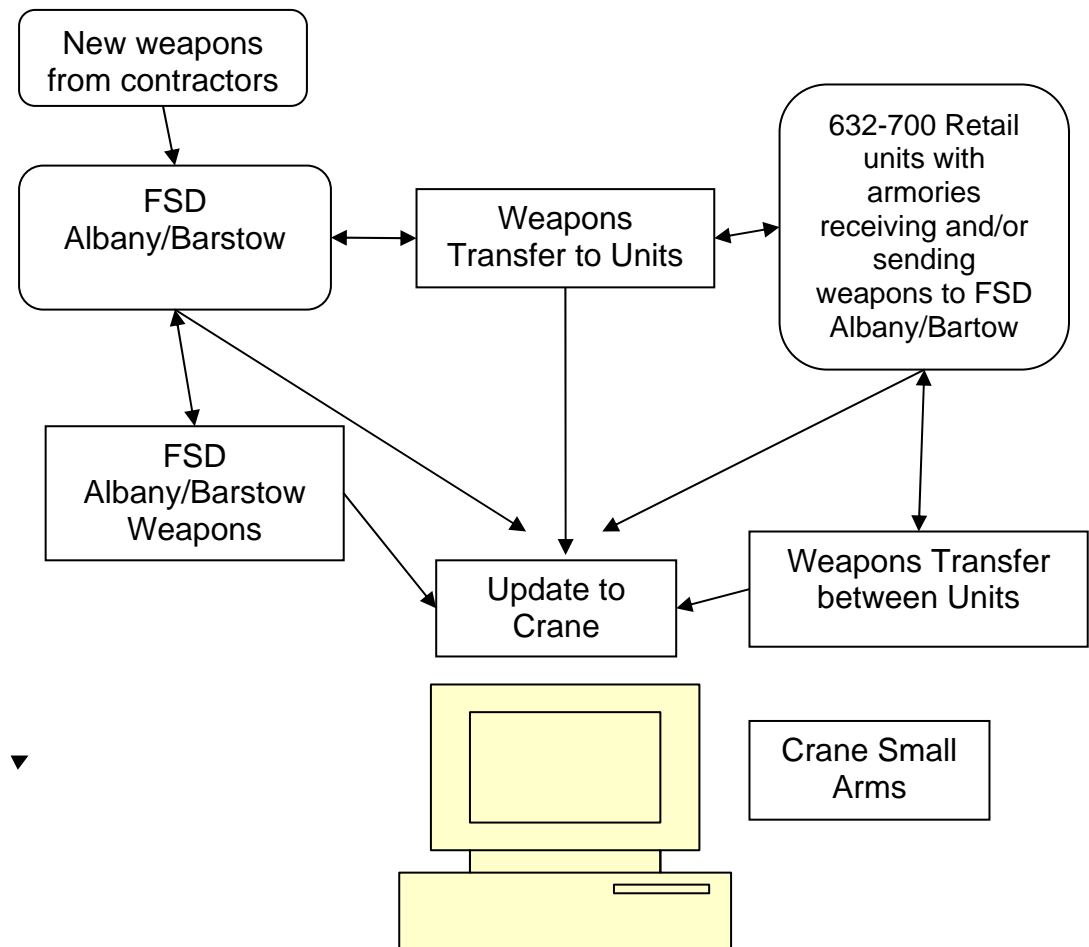 New weapons
from contractors
FSD
Albany/Barstow
Weapons
Transfer to Units
632-700 Retail
units with
armories
receiving and/or
sending
weapons to FSD
Albany/Bartow
FSD
Albany/Barstow
Weapons
Update to
Crane
Weapons Transfer
between Units
Crane Small
Arms